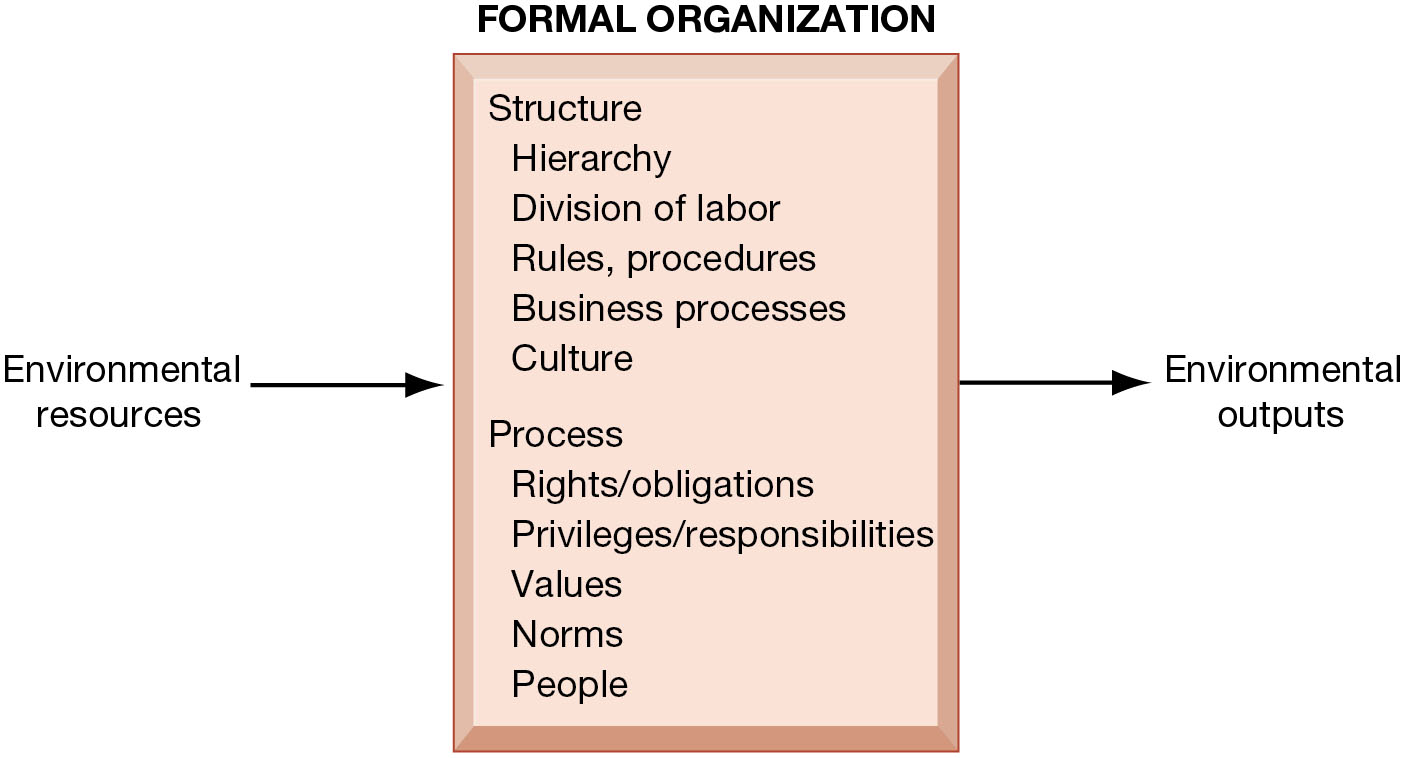 FORMAL ORGANIZATION
Structure
Hierarchy
Division of labor
Rules, procedures
Business processes
Culture
Process
Rights/obligations
Privileges/responsibilities
Values
Norms
People
Environmental
resources
Environmental
outputs